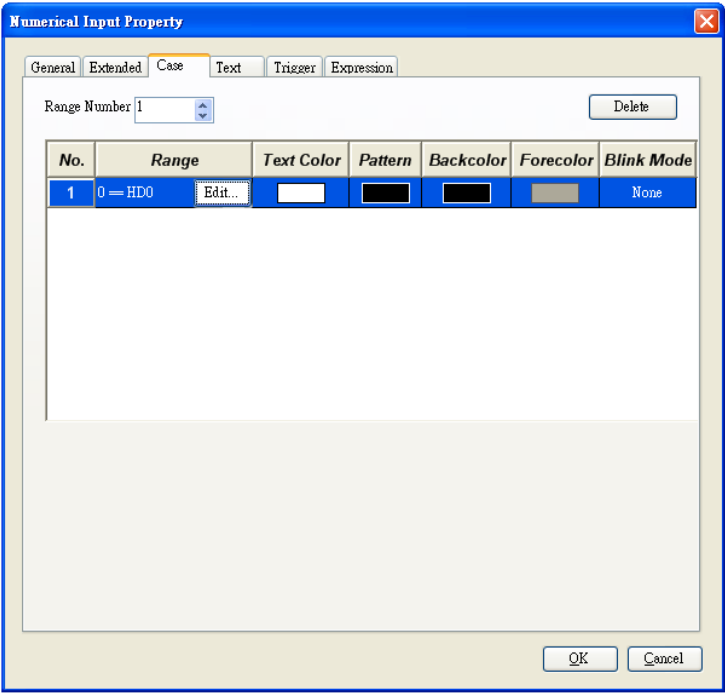 Numerical Input Property
General Extended Case Text Trigger Expression
Range Number 1 Delete
No. Range Text Color Pattern Backcolor Forecolor Blink Mode
1 0 == HD0 Edit... None
OK Cancel